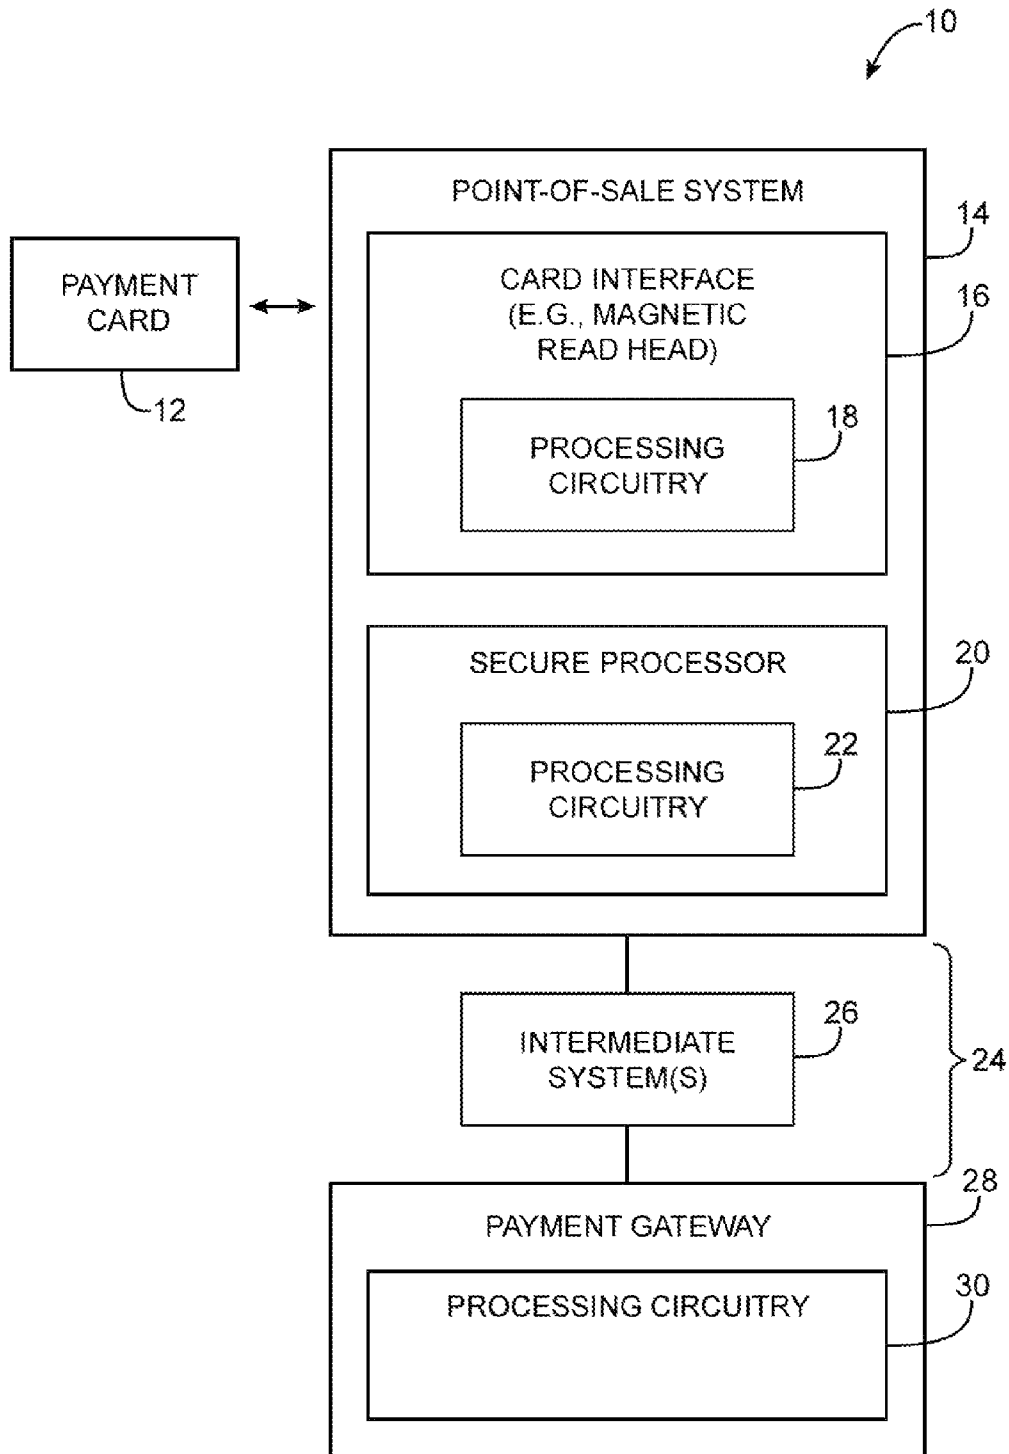 10
POINT-OF-SALE SYSTEM
14
PAYMENT
CARD
12
CARD INTERFACE
(E.G., MAGNETIC
READ HEAD)
16
PROCESSING
CIRCUITRY
18
SECURE PROCESSOR
20
PROCESSING
CIRCUITRY
22
INTERMEDIATE
SYSTEM(S)
26
24
PAYMENT GATEWAY
28
PROCESSING CIRCUITRY
30